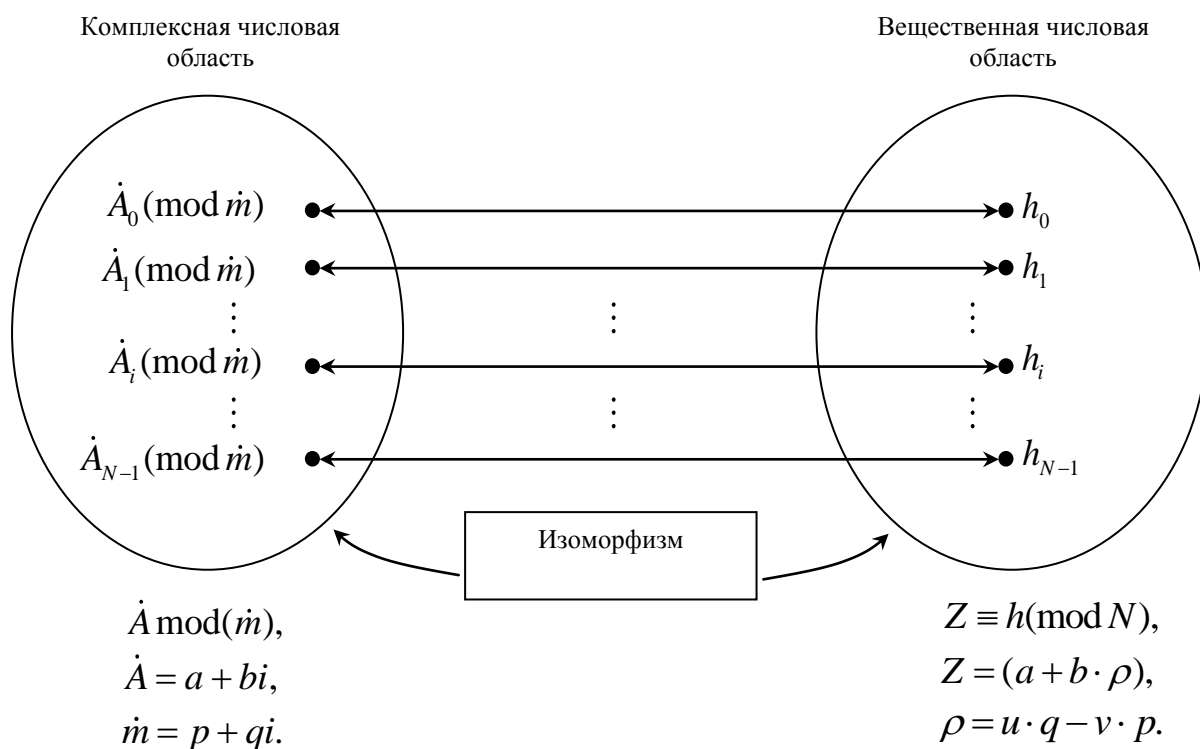 Комплексная числовая
область
Вещественная числовая
область
Ȧ₀(mod ṁ)
h₀
Ȧ₁(mod ṁ)
h₁
⋮ ⋮ ⋮
Ȧᵢ(mod ṁ)
hᵢ
⋮ ⋮ ⋮
Ȧ_{N−1}(mod ṁ)
h_{N−1}
Изоморфизм
Ȧ mod(ṁ),
Ȧ = a + bi,
ṁ = p + qi.
Z ≡ h(mod N),
Z = (a + b · ρ),
ρ = u · q − v · p.